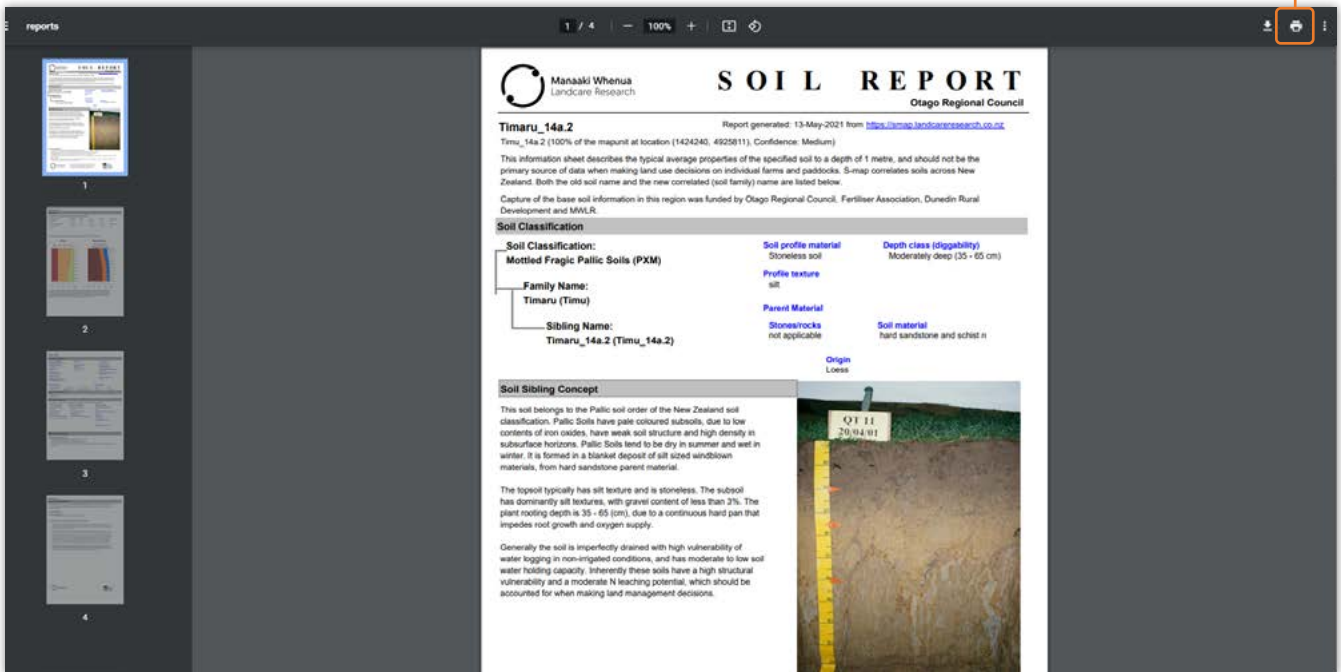 reports
1 / 4 — 100% +
Manaaki Whenua
Landcare Research
SOIL REPORT
Otago Regional Council
Timaru_14a.2
Report generated: 13-May-2021 from https://smap.landcareresearch.co.nz
Timu_14a.2 (100% of the mapunit at location (1424240, 4925811), Confidence: Medium)
This information sheet describes the typical average properties of the specified soil to a depth of 1 metre, and should not be the
primary source of data when making land use decisions on individual farms and paddocks. S-map correlates soils across New
Zealand. Both the old soil name and the new correlated (soil family) name are listed below.
Capture of the base soil information in this region was funded by Otago Regional Council, Fertiliser Association, Dunedin Rural
Development and MWLR.
Soil Classification
Soil Classification:
Mottled Fragic Pallic Soils (PXM)
Family Name:
Timaru (Timu)
Sibling Name:
Timaru_14a.2 (Timu_14a.2)
Soil profile material
Stoneless soil
Depth class (diggability)
Moderately deep (35 - 65 cm)
Profile texture
silt
Parent Material
Stones/rocks
not applicable
Soil material
hard sandstone and schist n
Origin
Loess
Soil Sibling Concept
This soil belongs to the Pallic soil order of the New Zealand soil
classification. Pallic Soils have pale coloured subsoils, due to low
contents of iron oxides, have weak soil structure and high density in
subsurface horizons. Pallic Soils tend to be dry in summer and wet in
winter. It is formed in a blanket deposit of silt sized windblown
materials, from hard sandstone parent material.
The topsoil typically has silt texture and is stoneless. The subsoil
has dominantly silt textures, with gravel content of less than 3%. The
plant rooting depth is 35 - 65 (cm), due to a continuous hard pan that
impedes root growth and oxygen supply.
Generally the soil is imperfectly drained with high vulnerability of
water logging in non-irrigated conditions, and has moderate to low soil
water holding capacity. Inherently these soils have a high structural
vulnerability and a moderate N leaching potential, which should be
accounted for when making land management decisions.
QT 11
20/04/01
1
2
3
4